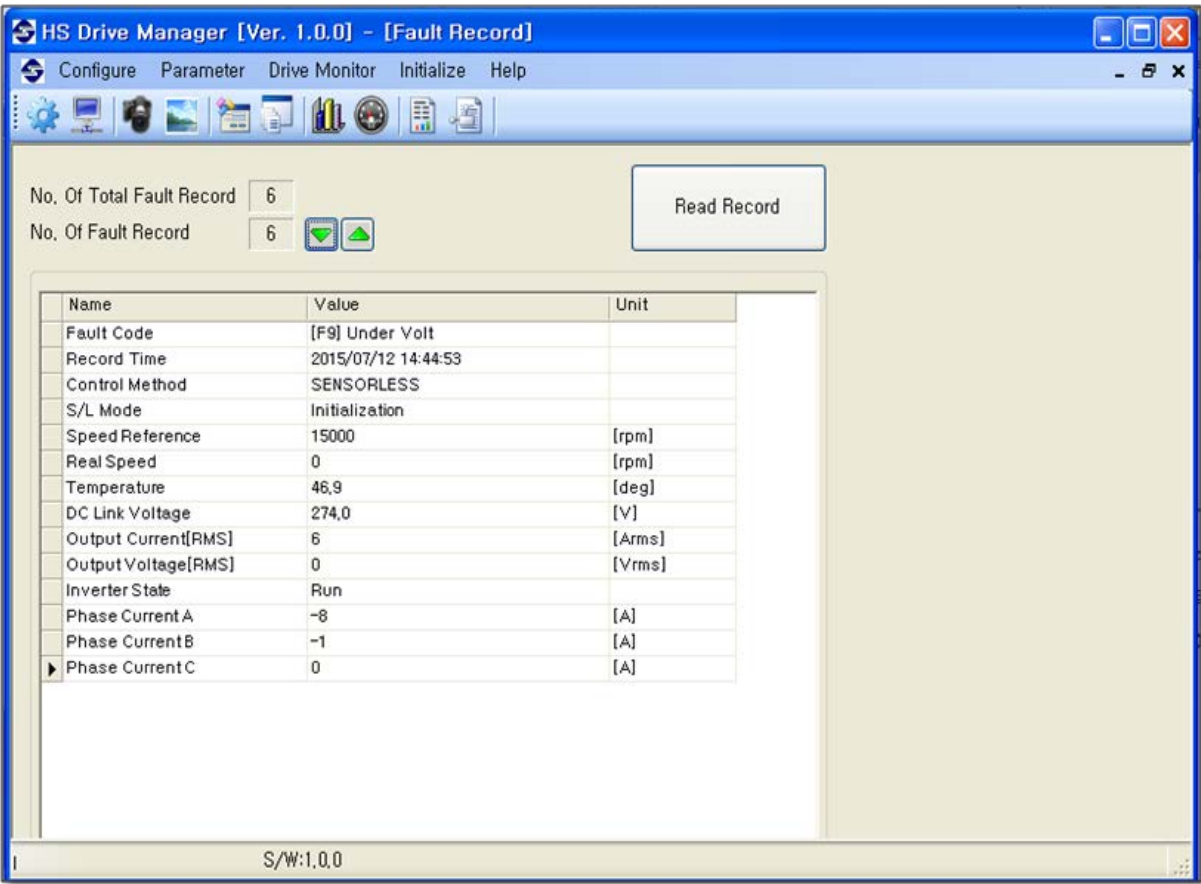 HS Drive Manager [Ver. 1.0.0] - [Fault Record]
Configure Parameter Drive Monitor Initialize Help
No, Of Total Fault Record 6
Read Record
No, Of Fault Record 6
Name Value Unit
Fault Code [F9] Under Volt
Record Time 2015/07/12 14:44:53
Control Method SENSORLESS
S/L Mode Initialization
Speed Reference 15000 [rpm]
Real Speed 0 [rpm]
Temperature 46,9 [deg]
DC Link Voltage 274,0 [V]
Output Current[RMS] 6 [Arms]
Output Voltage[RMS] 0 [Vrms]
Inverter State Run
Phase Current A -8 [A]
Phase Current B -1 [A]
Phase Current C 0 [A]
S/W:1,0,0